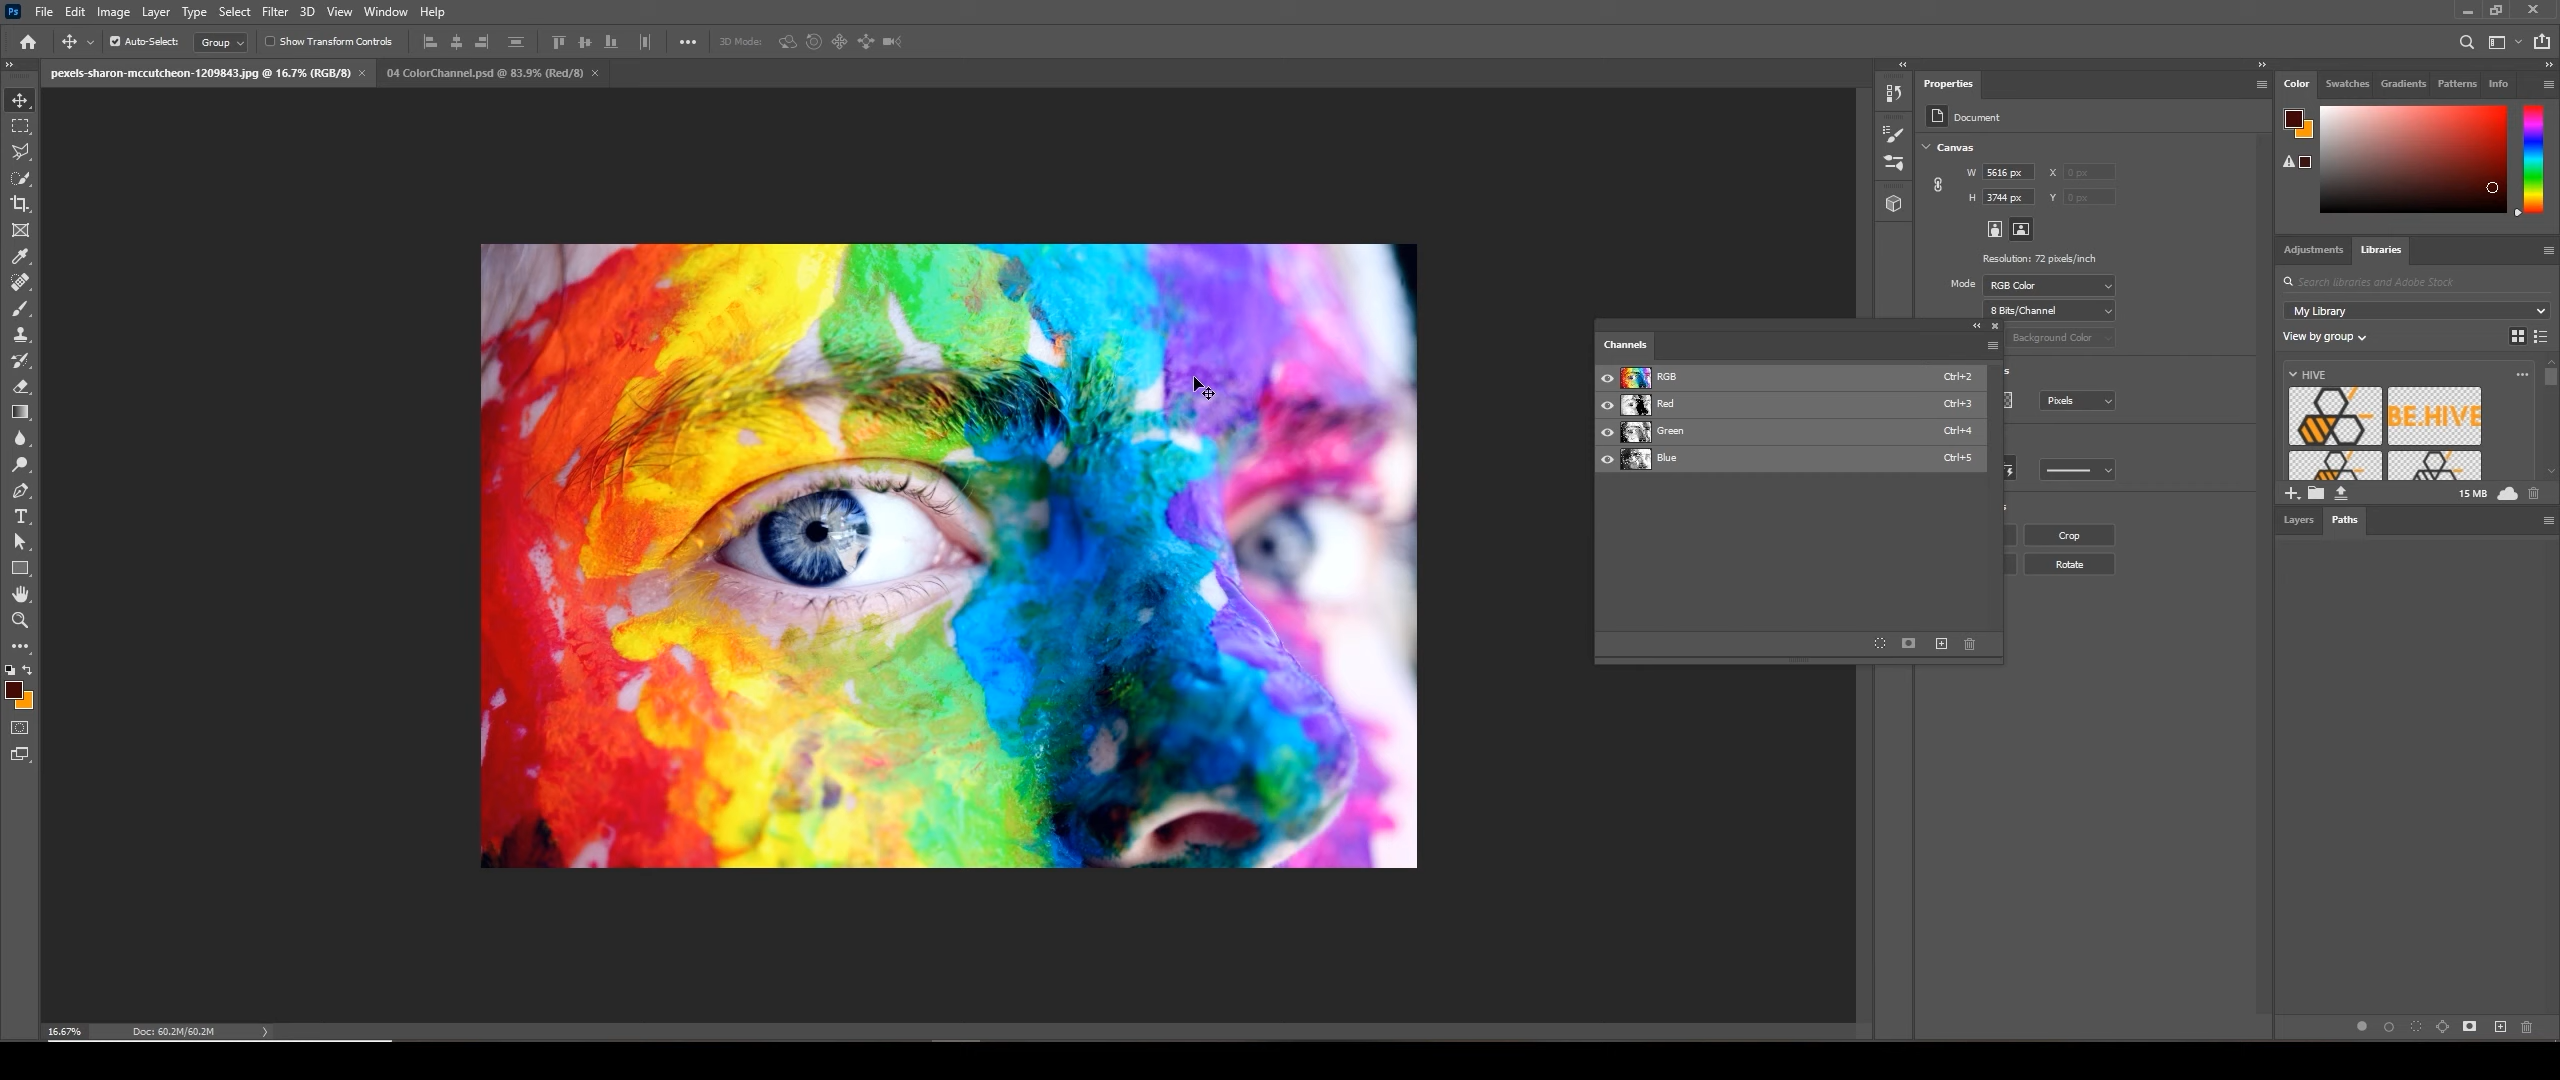 Ps File Edit Image Layer Type Select Filter 3D View Window Help
Auto-Select: Group Show Transform Controls 3D Mode:
pexels-sharon-mccutcheon-1209843.jpg @ 16.7% (RGB/8) × 04 ColorChannel.psd @ 83.9% (Red/8) ×
Properties
Document
Canvas
W 5616 px X 0 px
H 3744 px Y 0 px
Resolution: 72 pixels/inch
Mode RGB Color
8 Bits/Channel
Background Color
s
Pixels
s
Crop
Rotate
Channels
RGB Ctrl+2
Red Ctrl+3
Green Ctrl+4
Blue Ctrl+5
Color Swatches Gradients Patterns Info
Adjustments Libraries
Search libraries and Adobe Stock
My Library
View by group
HIVE
BE.HIVE
15 MB
Layers Paths
16.67% Doc: 60.2M/60.2M